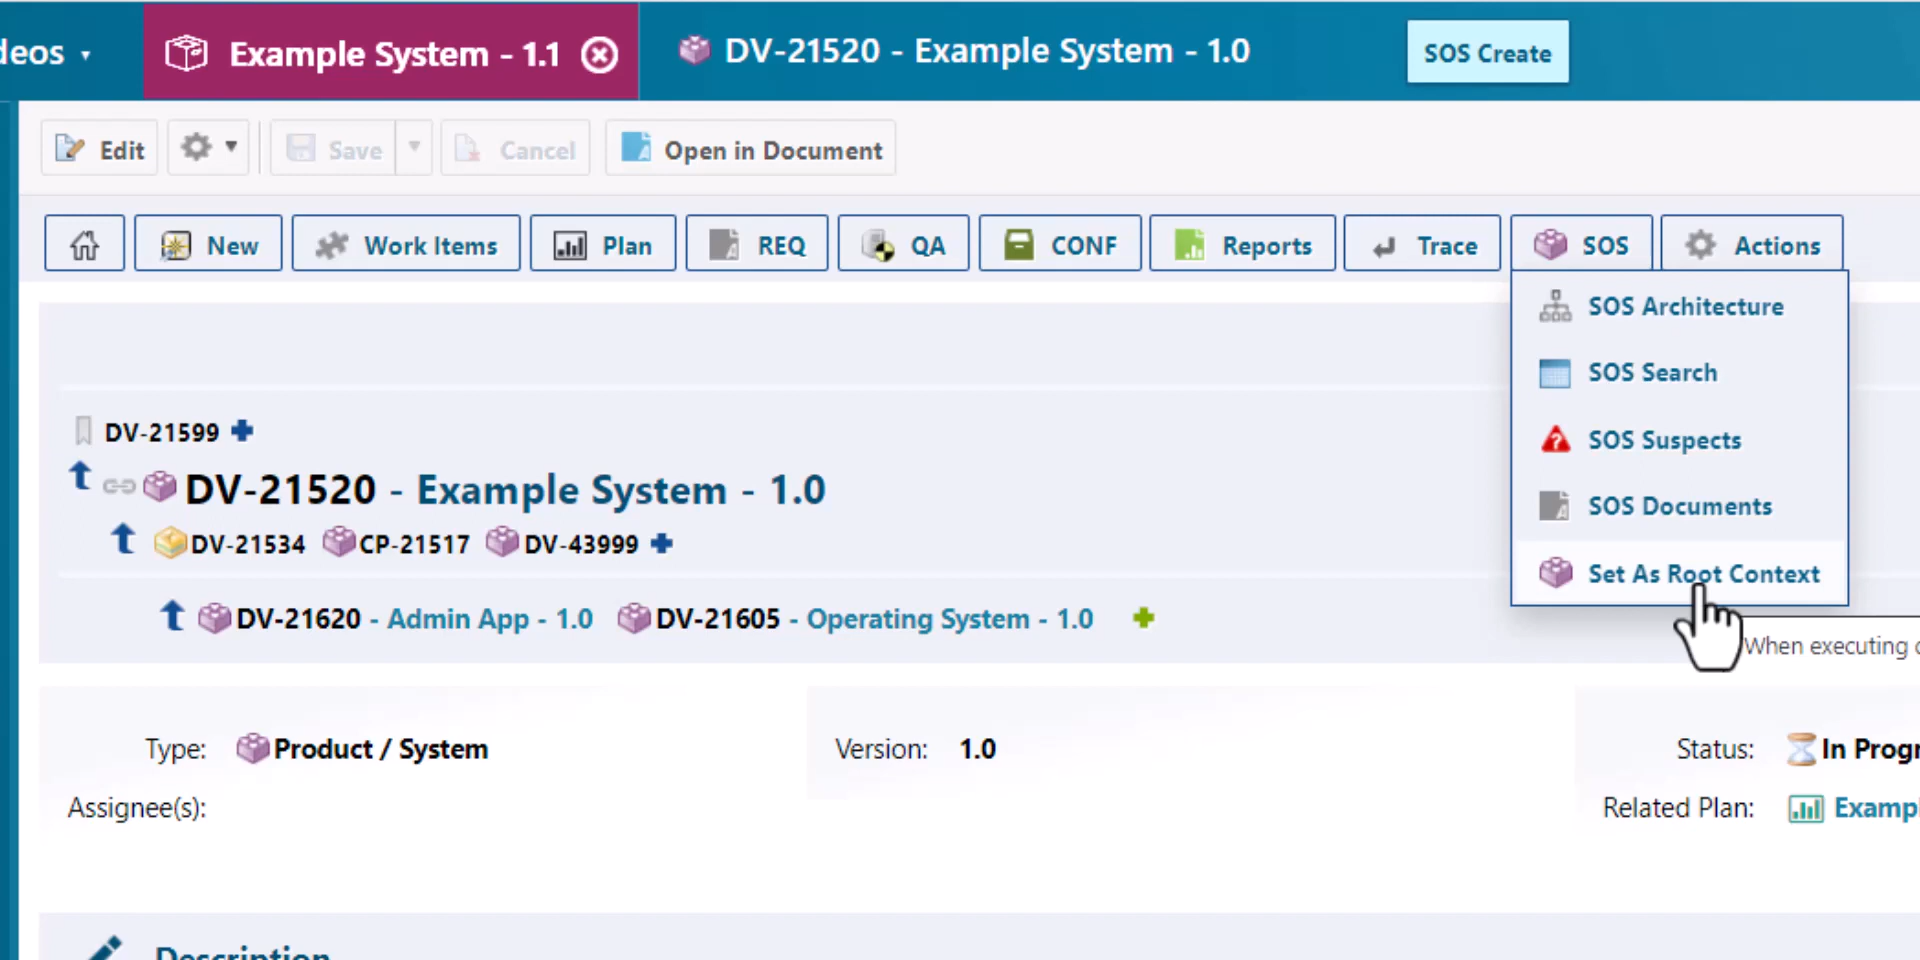 deos
Example System - 1.1
DV-21520 - Example System - 1.0
SOS Create
Edit
Save
Cancel
Open in Document
New
Work Items
Plan
REQ
QA
CONF
Reports
Trace
SOS
Actions
SOS Architecture
SOS Search
SOS Suspects
SOS Documents
Set As Root Context
When executing
DV-21599
DV-21520 - Example System - 1.0
DV-21534 CP-21517 DV-43999
DV-21620 - Admin App - 1.0 DV-21605 - Operating System - 1.0
Type: Product / System
Version: 1.0
Status: In Progr
Assignee(s):
Related Plan: Exampl
Description